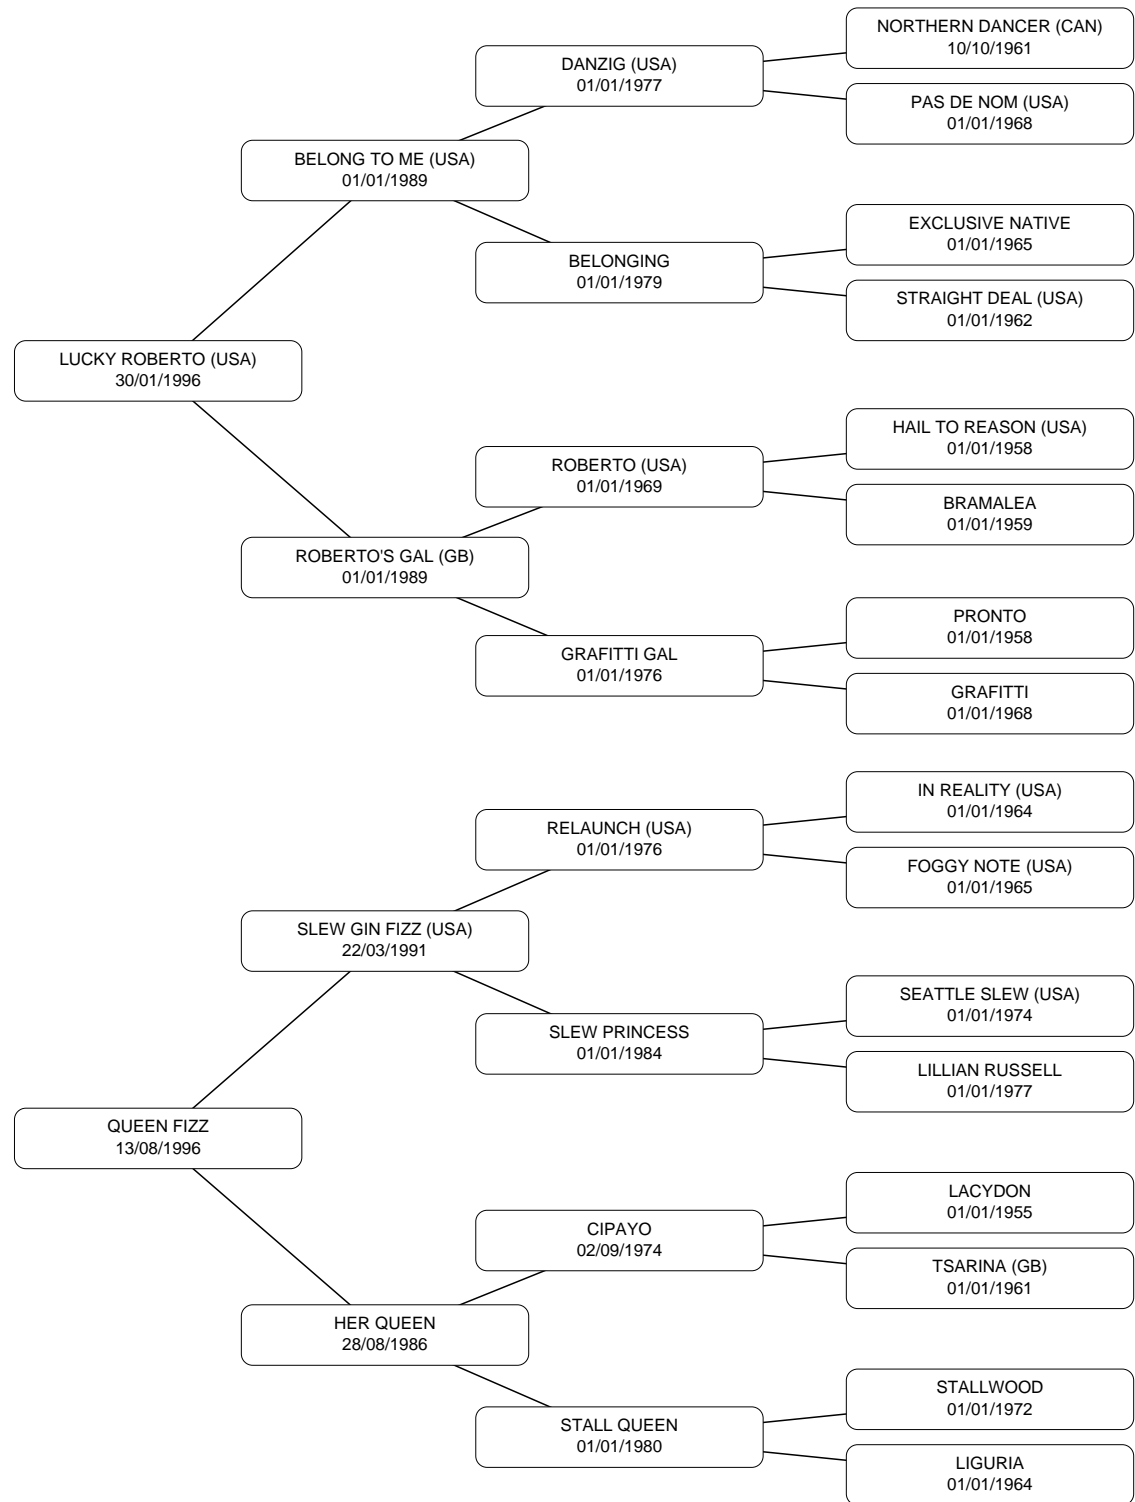 NORTHERN DANCER (CAN)
10/10/1961
DANZIG (USA)
01/01/1977
PAS DE NOM (USA)
01/01/1968
BELONG TO ME (USA)
01/01/1989
EXCLUSIVE NATIVE
01/01/1965
BELONGING
01/01/1979
STRAIGHT DEAL (USA)
01/01/1962
LUCKY ROBERTO (USA)
30/01/1996
HAIL TO REASON (USA)
01/01/1958
ROBERTO (USA)
01/01/1969
BRAMALEA
01/01/1959
ROBERTO'S GAL (GB)
01/01/1989
PRONTO
01/01/1958
GRAFITTI GAL
01/01/1976
GRAFITTI
01/01/1968
IN REALITY (USA)
01/01/1964
RELAUNCH (USA)
01/01/1976
FOGGY NOTE (USA)
01/01/1965
SLEW GIN FIZZ (USA)
22/03/1991
SEATTLE SLEW (USA)
01/01/1974
SLEW PRINCESS
01/01/1984
LILLIAN RUSSELL
01/01/1977
QUEEN FIZZ
13/08/1996
LACYDON
01/01/1955
CIPAYO
02/09/1974
TSARINA (GB)
01/01/1961
HER QUEEN
28/08/1986
STALLWOOD
01/01/1972
STALL QUEEN
01/01/1980
LIGURIA
01/01/1964